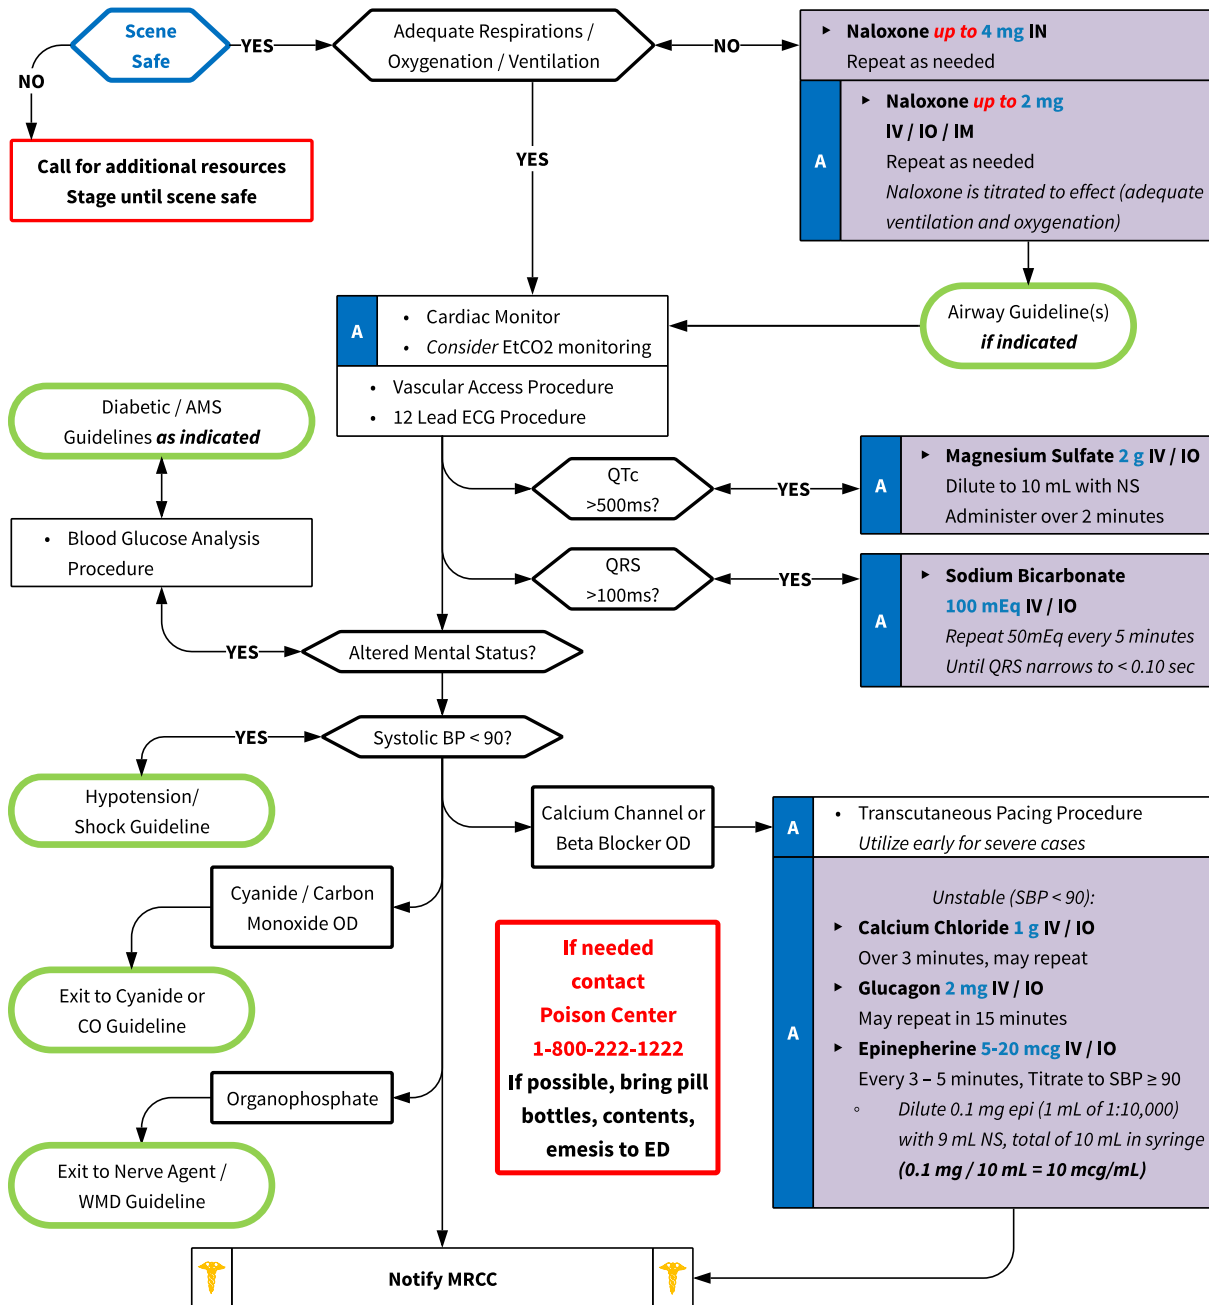 Scene
Safe
YES
Adequate Respirations /
Oxygenation / Ventilation
NO
▸ Naloxone up to 4 mg IN
Repeat as needed
A
▸ Naloxone up to 2 mg
IV / IO / IM
Repeat as needed
Naloxone is titrated to effect (adequate
ventilation and oxygenation)
NO
Call for additional resources
Stage until scene safe
YES
Airway Guideline(s)
if indicated
A
• Cardiac Monitor
• Consider EtCO2 monitoring
• Vascular Access Procedure
• 12 Lead ECG Procedure
Diabetic / AMS
Guidelines as indicated
• Blood Glucose Analysis
Procedure
QTc
>500ms?
YES
A
▸ Magnesium Sulfate 2 g IV / IO
Dilute to 10 mL with NS
Administer over 2 minutes
QRS
>100ms?
YES
A
▸ Sodium Bicarbonate
100 mEq IV / IO
Repeat 50mEq every 5 minutes
Until QRS narrows to < 0.10 sec
YES
Altered Mental Status?
YES
Systolic BP < 90?
Hypotension/
Shock Guideline
Calcium Channel or
Beta Blocker OD
A
• Transcutaneous Pacing Procedure
Utilize early for severe cases
A
Unstable (SBP < 90):
▸ Calcium Chloride 1 g IV / IO
Over 3 minutes, may repeat
▸ Glucagon 2 mg IV / IO
May repeat in 15 minutes
▸ Epinepherine 5-20 mcg IV / IO
Every 3 – 5 minutes, Titrate to SBP ≥ 90
◦ Dilute 0.1 mg epi (1 mL of 1:10,000)
with 9 mL NS, total of 10 mL in syringe
(0.1 mg / 10 mL = 10 mcg/mL)
Cyanide / Carbon
Monoxide OD
Exit to Cyanide or
CO Guideline
If needed
contact
Poison Center
1-800-222-1222
If possible, bring pill
bottles, contents,
emesis to ED
Organophosphate
Exit to Nerve Agent /
WMD Guideline
Notify MRCC